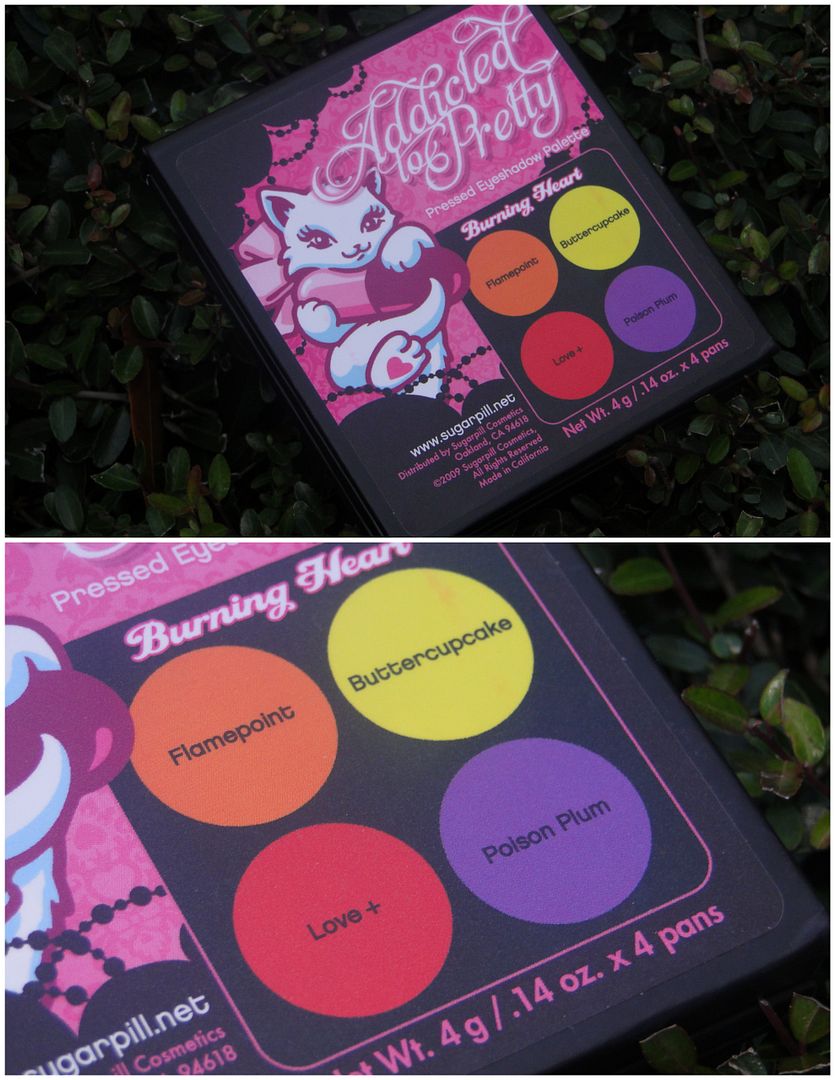 Addicted
to Pretty
Pressed Eyeshadow Palette
Burning Heart
Buttercupcake
Flamepoint
Poison Plum
Love +
Net Wt. 4 g / .14 oz. x 4 pans
www.sugarpill.net
Distributed by Sugarpill Cosmetics
Oakland, CA 94618
©2009 Sugarpill Cosmetics,
All Rights Reserved
Made in California
Pressed Eyes
Burning Heart
Buttercupcake
Flamepoint
Poison Plum
Love +
et Wt. 4 g / .14 oz. x 4 pans
sugarpill.net
ill Cosmetics
94618